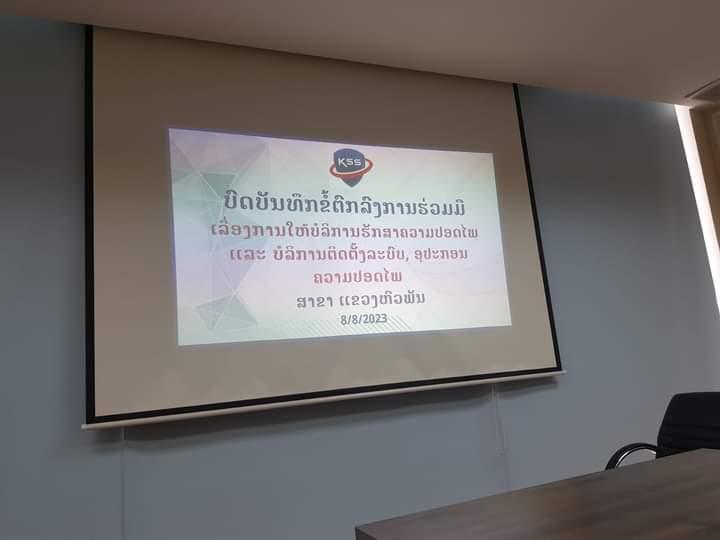 KSS
ບົດບັນທຶກຂໍ້ຕົກລົງການຮ່ວມມື
ເລື່ອງການໃຫ້ບໍລິການຮັກສາຄວາມປອດໄພ
ແລະ ບໍລິການຕິດຕັ້ງລະບົບ, ອຸປະກອນ
ຄວາມປອດໄພ
ສາຂາ ແຂວງຫົວພັນ
8/8/2023